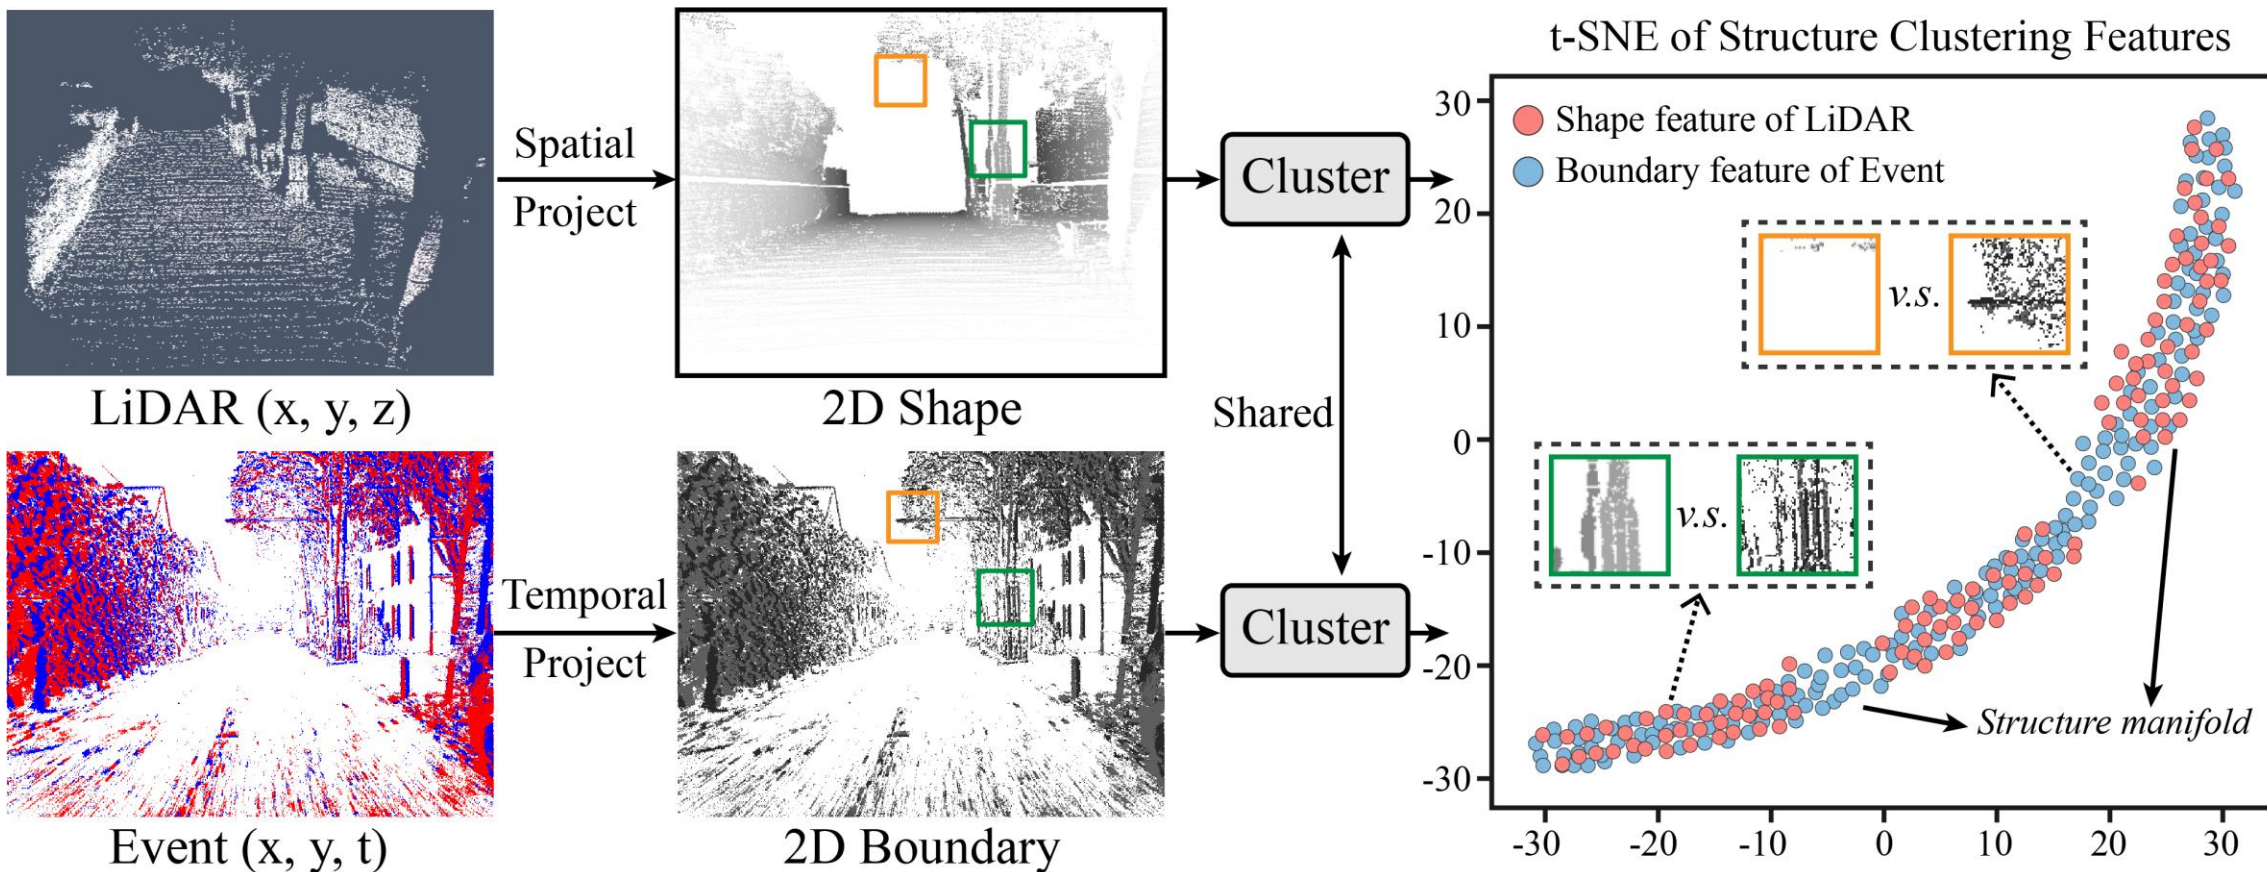 Spatial
Project
LiDAR (x, y, z)
2D Shape
Temporal
Project
Event (x, y, t)
2D Boundary
Cluster
Shared
Cluster
t-SNE of Structure Clustering Features
Shape feature of LiDAR
Boundary feature of Event
v.s.
v.s.
Structure manifold
30
20
10
0
-10
-20
-30
-30
-20
-10
0
10
20
30